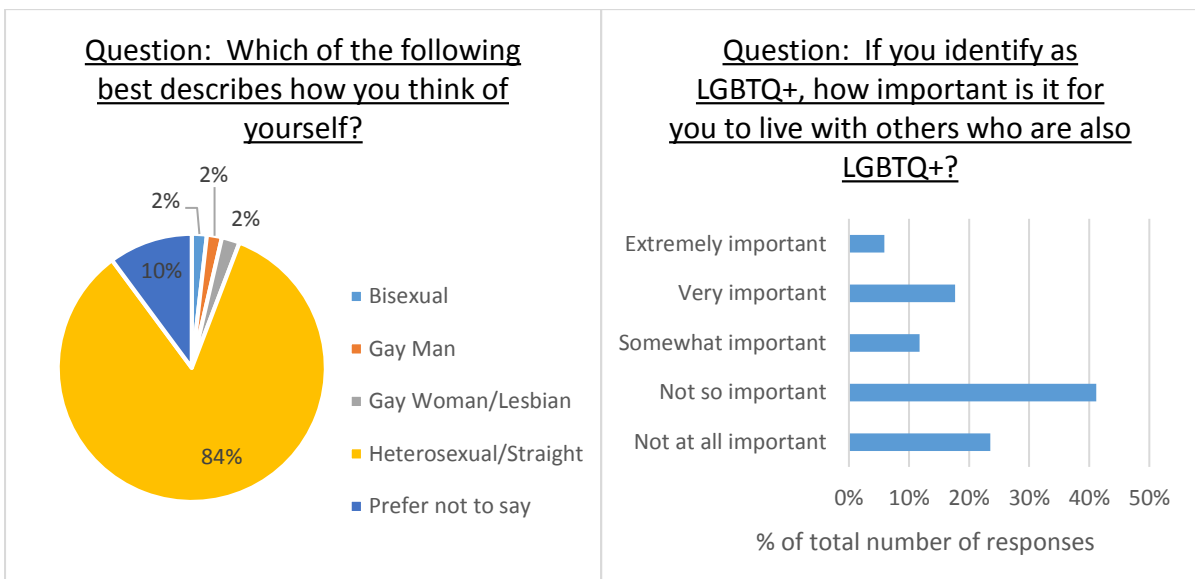 Question:  Which of the following
best describes how you think of
yourself?
2%
2%
2%
10%
84%
Bisexual
Gay Man
Gay Woman/Lesbian
Heterosexual/Straight
Prefer not to say
Question:  If you identify as
LGBTQ+, how important is it for
you to live with others who are also
LGBTQ+?
Extremely important
Very important
Somewhat important
Not so important
Not at all important
0% 10% 20% 30% 40% 50%
% of total number of responses